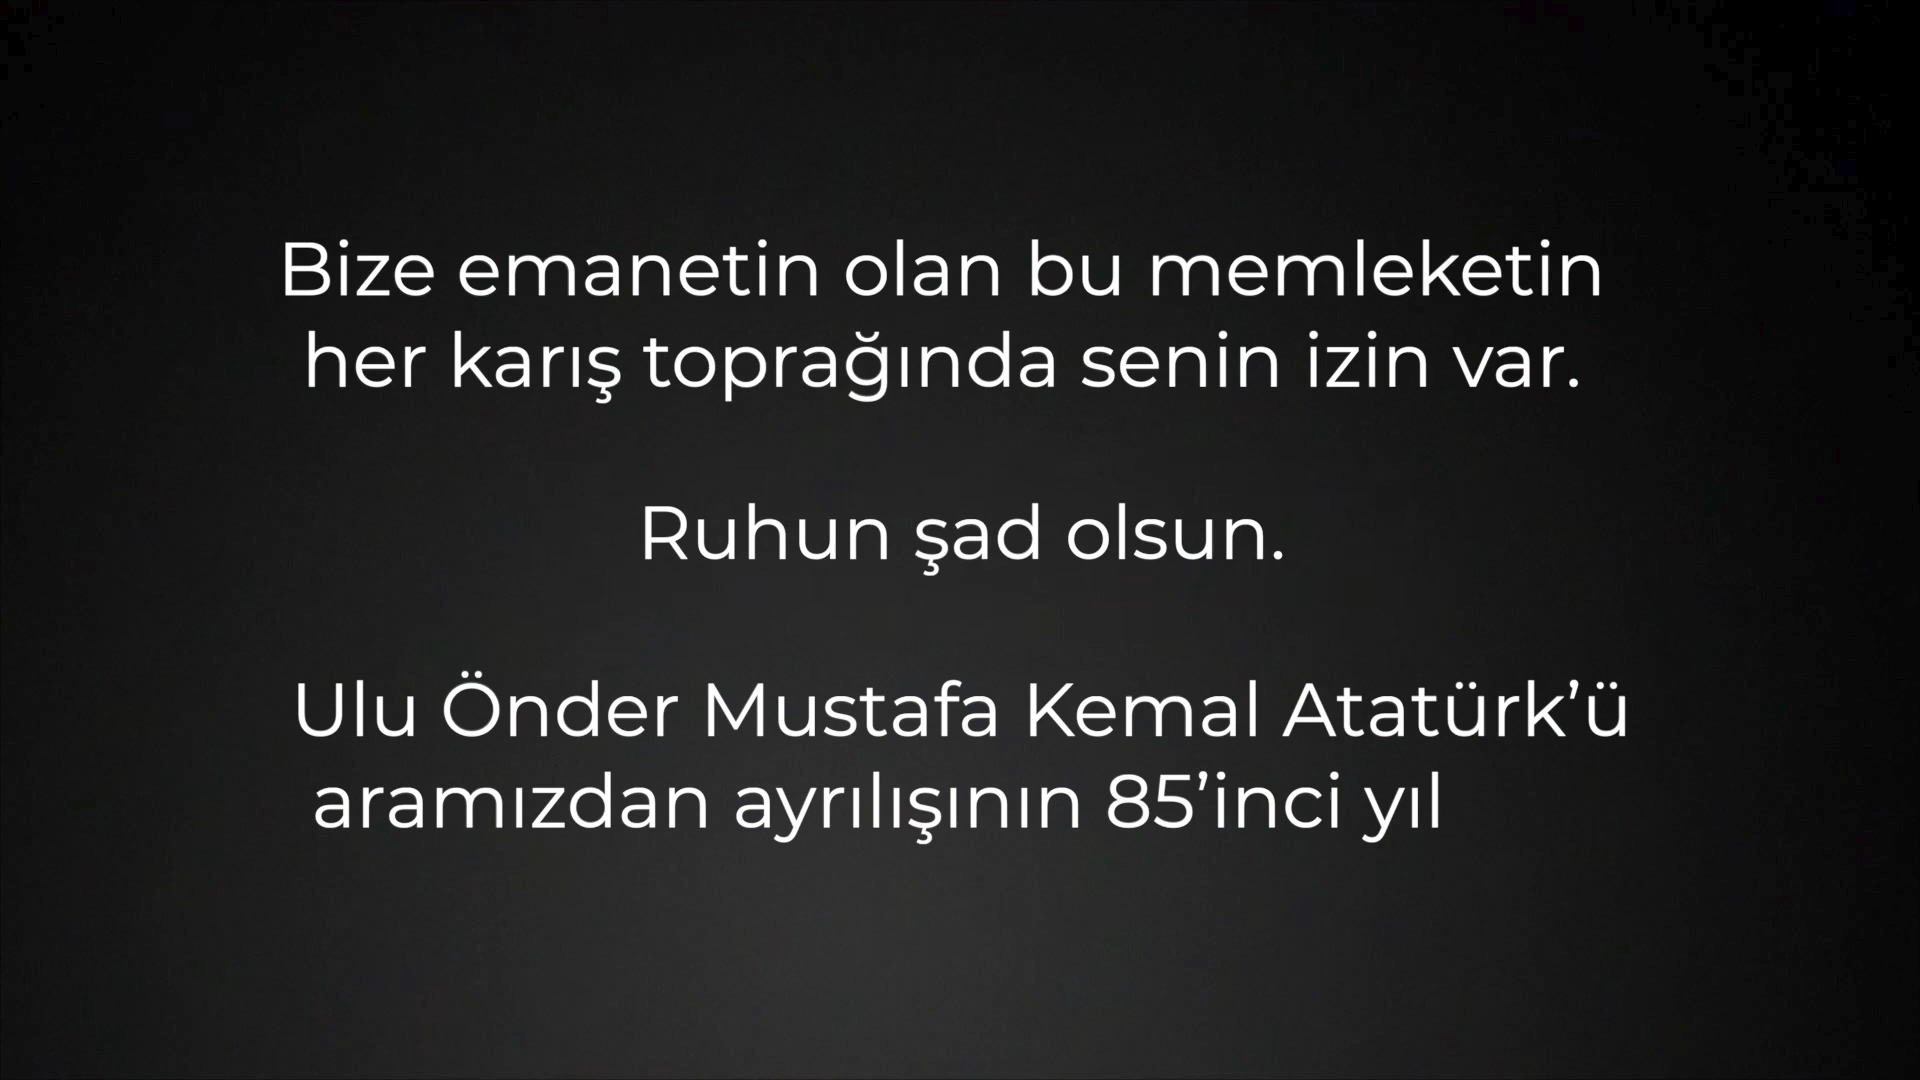 Bize emanetin olan bu memleketin
her karış toprağında senin izin var.
Ruhun şad olsun.
Ulu Önder Mustafa Kemal Atatürk’ü
aramızdan ayrılışının 85’inci yıl